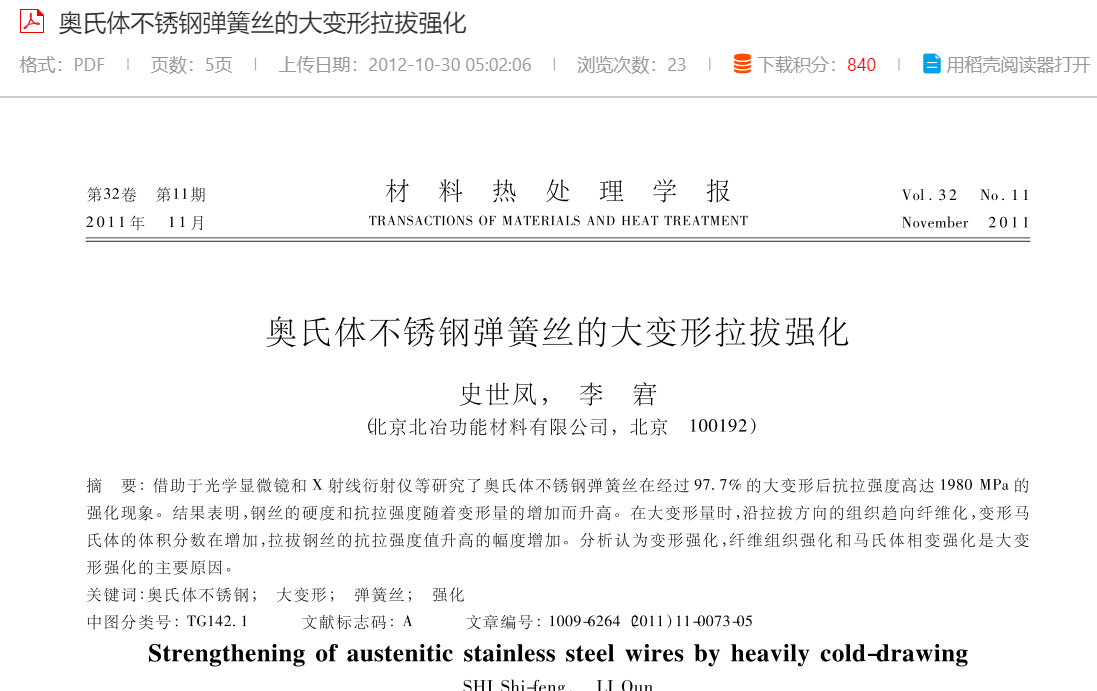 奥氏体不锈钢弹簧丝的大变形拉拔强化
格式: PDF | 页数: 5页 | 上传日期: 2012-10-30 05:02:06 | 浏览次数: 23 | 下载积分: 840 | 用稻壳阅读器打开
第32卷 第11期 材料热处理学报 Vol.32 No.11
2011年 11月 TRANSACTIONS OF MATERIALS AND HEAT TREATMENT November 2011
奥氏体不锈钢弹簧丝的大变形拉拔强化
史世凤, 李 窘
(北京北冶功能材料有限公司, 北京 100192)
摘 要: 借助于光学显微镜和 X 射线衍射仪等研究了奥氏体不锈钢弹簧丝在经过 97.7% 的大变形后抗拉强度高达 1980 MPa 的
强化现象。结果表明,钢丝的硬度和抗拉强度随着变形量的增加而升高。在大变形量时,沿拉拔方向的组织趋向纤维化,变形马
氏体的体积分数在增加,拉拔钢丝的抗拉强度值升高的幅度增加。分析认为变形强化,纤维组织强化和马氏体相变强化是大变
形强化的主要原因。
关键词:奥氏体不锈钢; 大变形; 弹簧丝; 强化
中图分类号: TG142.1 文献标志码: A 文章编号: 1009-6264(2011)11-0073-05
Strengthening of austenitic stainless steel wires by heavily cold-drawing
SHI Shi-feng, LI Qun